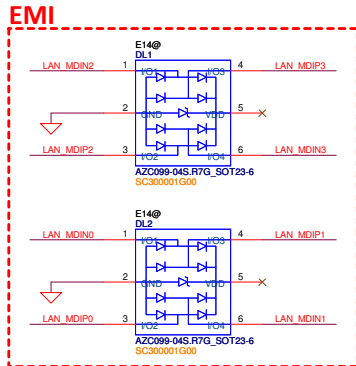 EMI
E14@
DL1
LAN_MDIN2 1 I/O1 I/O3 4 LAN_MDIP3
2 GND VDD 5
LAN_MDIP2 3 I/O2 I/O4 6 LAN_MDIN3
AZC099-04S.R7G_SOT23-6
SC300001G00
E14@
DL2
LAN_MDIN0 1 I/O1 I/O3 4 LAN_MDIP1
2 GND VDD 5
LAN_MDIP0 3 I/O2 I/O4 6 LAN_MDIN1
AZC099-04S.R7G_SOT23-6
SC300001G00